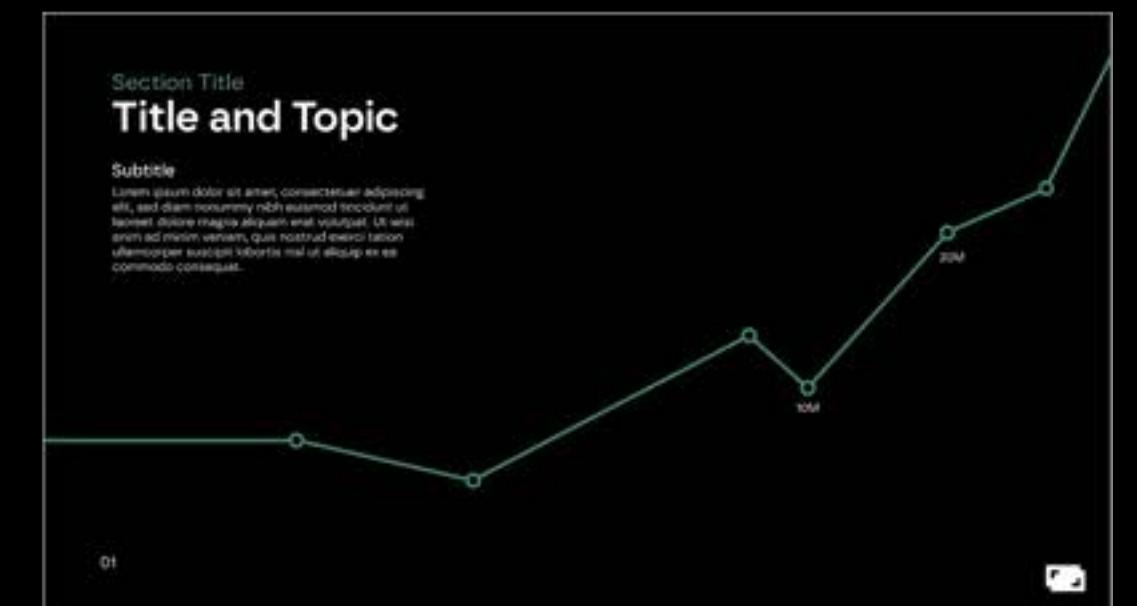 Section Title
Title and Topic
Subtitle
Lorem ipsum dolor sit amet, consectetuer adipiscing
elit, sed diam nonummy nibh euismod tincidunt ut
laoreet dolore magna aliquam erat volutpat. Ut wisi
enim ad minim veniam, quis nostrud exerci tation
ullamcorper suscipit lobortis nisl ut aliquip ex ea
commodo consequat.
20M
10M
01